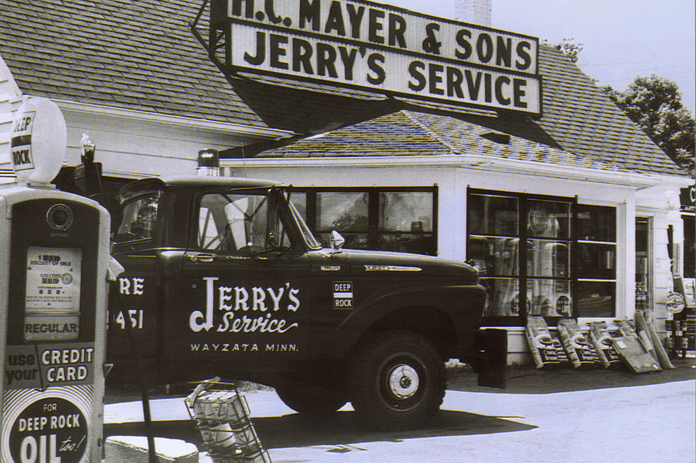 H.C. MAYER & SONS
JERRY'S SERVICE
DEEP
ROCK
JERRY'S
Service
WAYZATA MINN.
DEEP
ROCK
RE
451
REGULAR
use your CREDIT CARD
FOR
DEEP ROCK
OIL too!